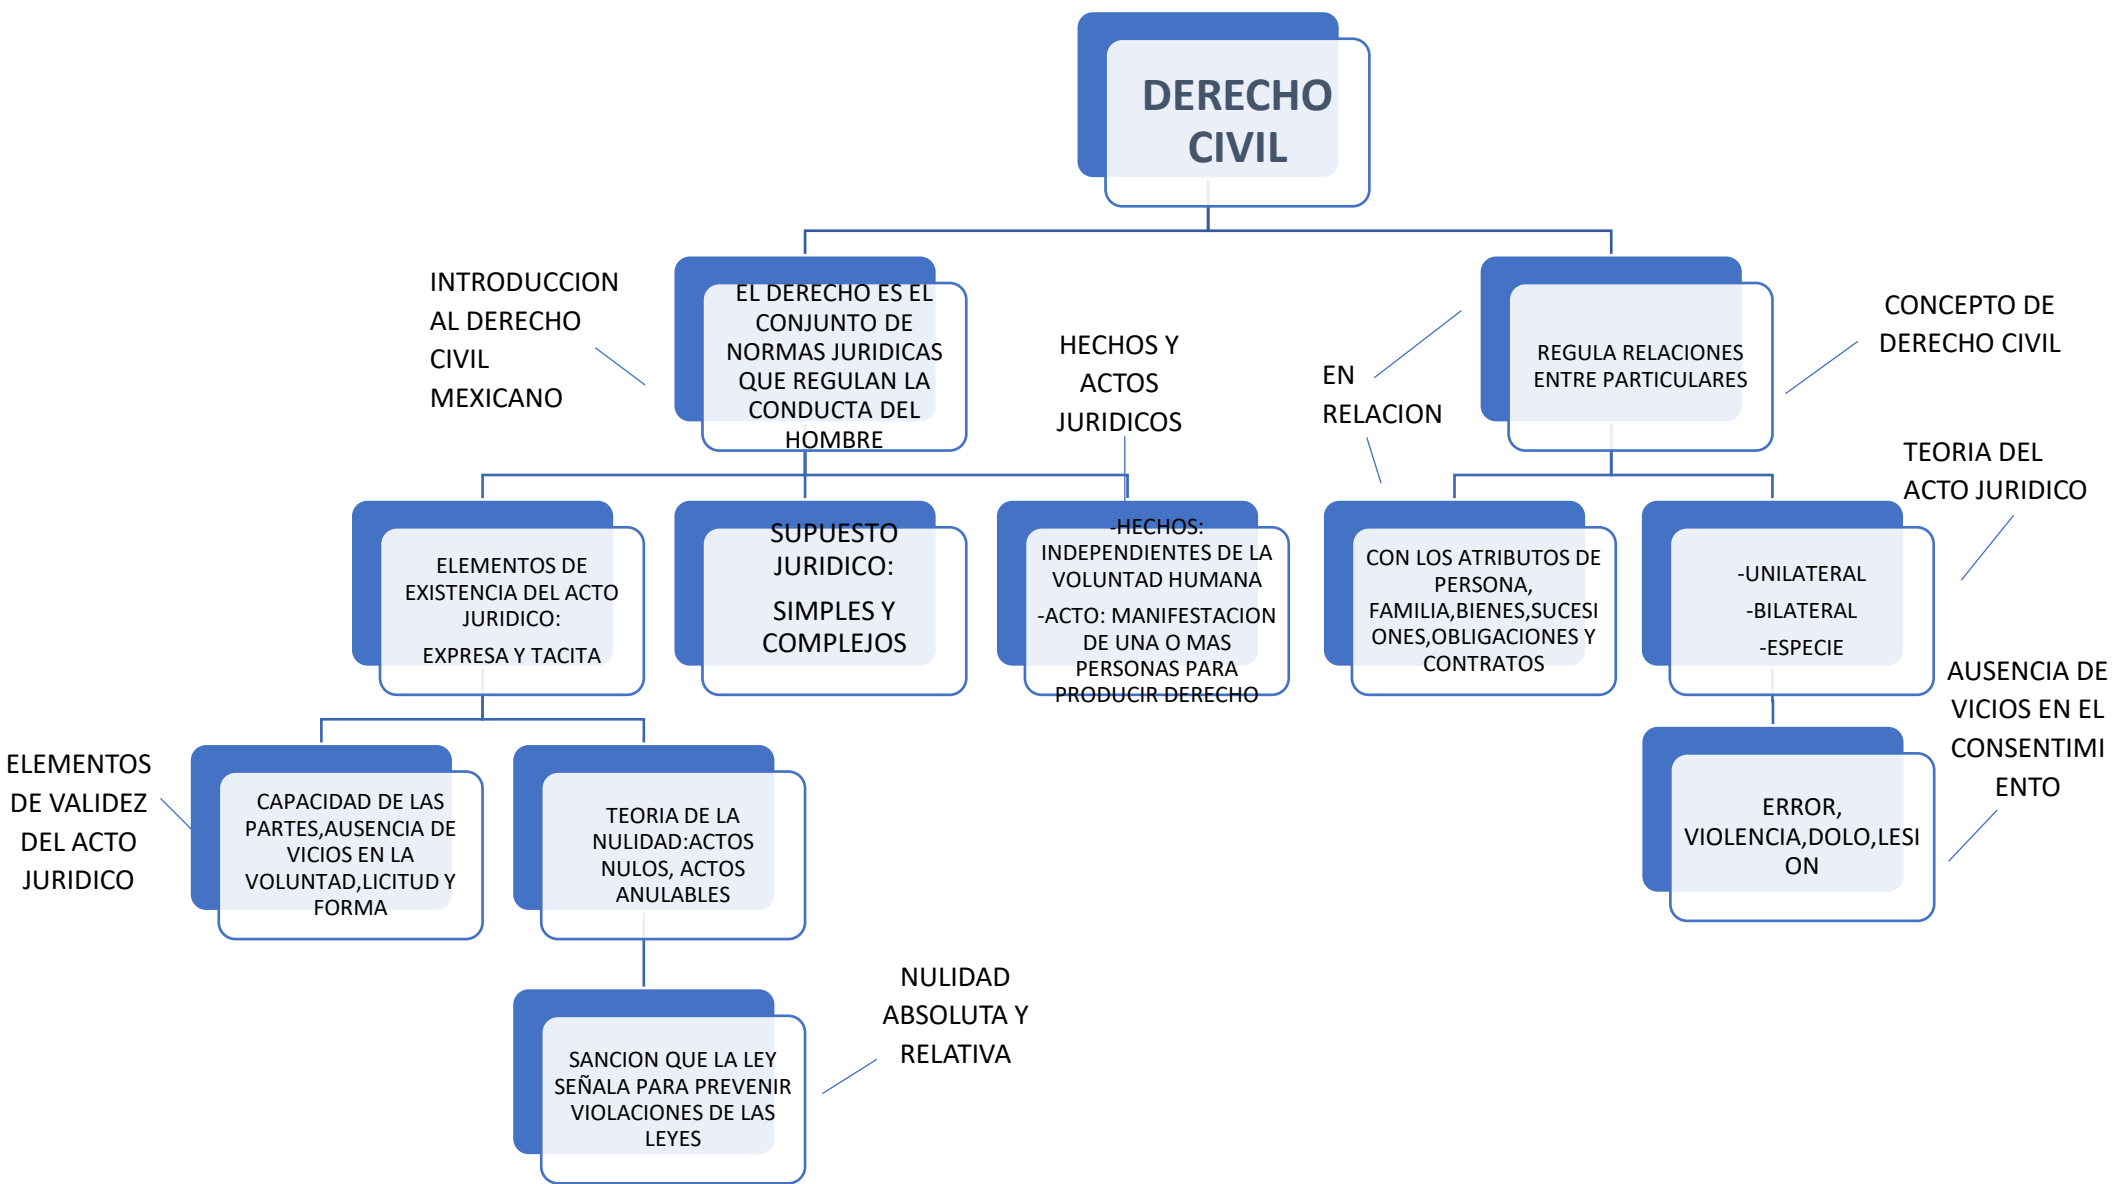 DERECHO
CIVIL
INTRODUCCION
AL DERECHO
CIVIL
MEXICANO
EL DERECHO ES EL
CONJUNTO DE
NORMAS JURIDICAS
QUE REGULAN LA
CONDUCTA DEL
HOMBRE
HECHOS Y
ACTOS
JURIDICOS
EN
RELACION
REGULA RELACIONES
ENTRE PARTICULARES
CONCEPTO DE
DERECHO CIVIL
TEORIA DEL
ACTO JURIDICO
ELEMENTOS DE
EXISTENCIA DEL ACTO
JURIDICO:
EXPRESA Y TACITA
SUPUESTO
JURIDICO:
SIMPLES Y
COMPLEJOS
-HECHOS:
INDEPENDIENTES DE LA
VOLUNTAD HUMANA
-ACTO: MANIFESTACION
DE UNA O MAS
PERSONAS PARA
PRODUCIR DERECHO
CON LOS ATRIBUTOS DE
PERSONA,
FAMILIA,BIENES,SUCESI
ONES,OBLIGACIONES Y
CONTRATOS
-UNILATERAL
-BILATERAL
-ESPECIE
AUSENCIA DE
VICIOS EN EL
CONSENTIMI
ENTO
ELEMENTOS
DE VALIDEZ
DEL ACTO
JURIDICO
CAPACIDAD DE LAS
PARTES,AUSENCIA DE
VICIOS EN LA
VOLUNTAD,LICITUD Y
FORMA
TEORIA DE LA
NULIDAD:ACTOS
NULOS, ACTOS
ANULABLES
ERROR,
VIOLENCIA,DOLO,LESI
ON
NULIDAD
ABSOLUTA Y
RELATIVA
SANCION QUE LA LEY
SEÑALA PARA PREVENIR
VIOLACIONES DE LAS
LEYES